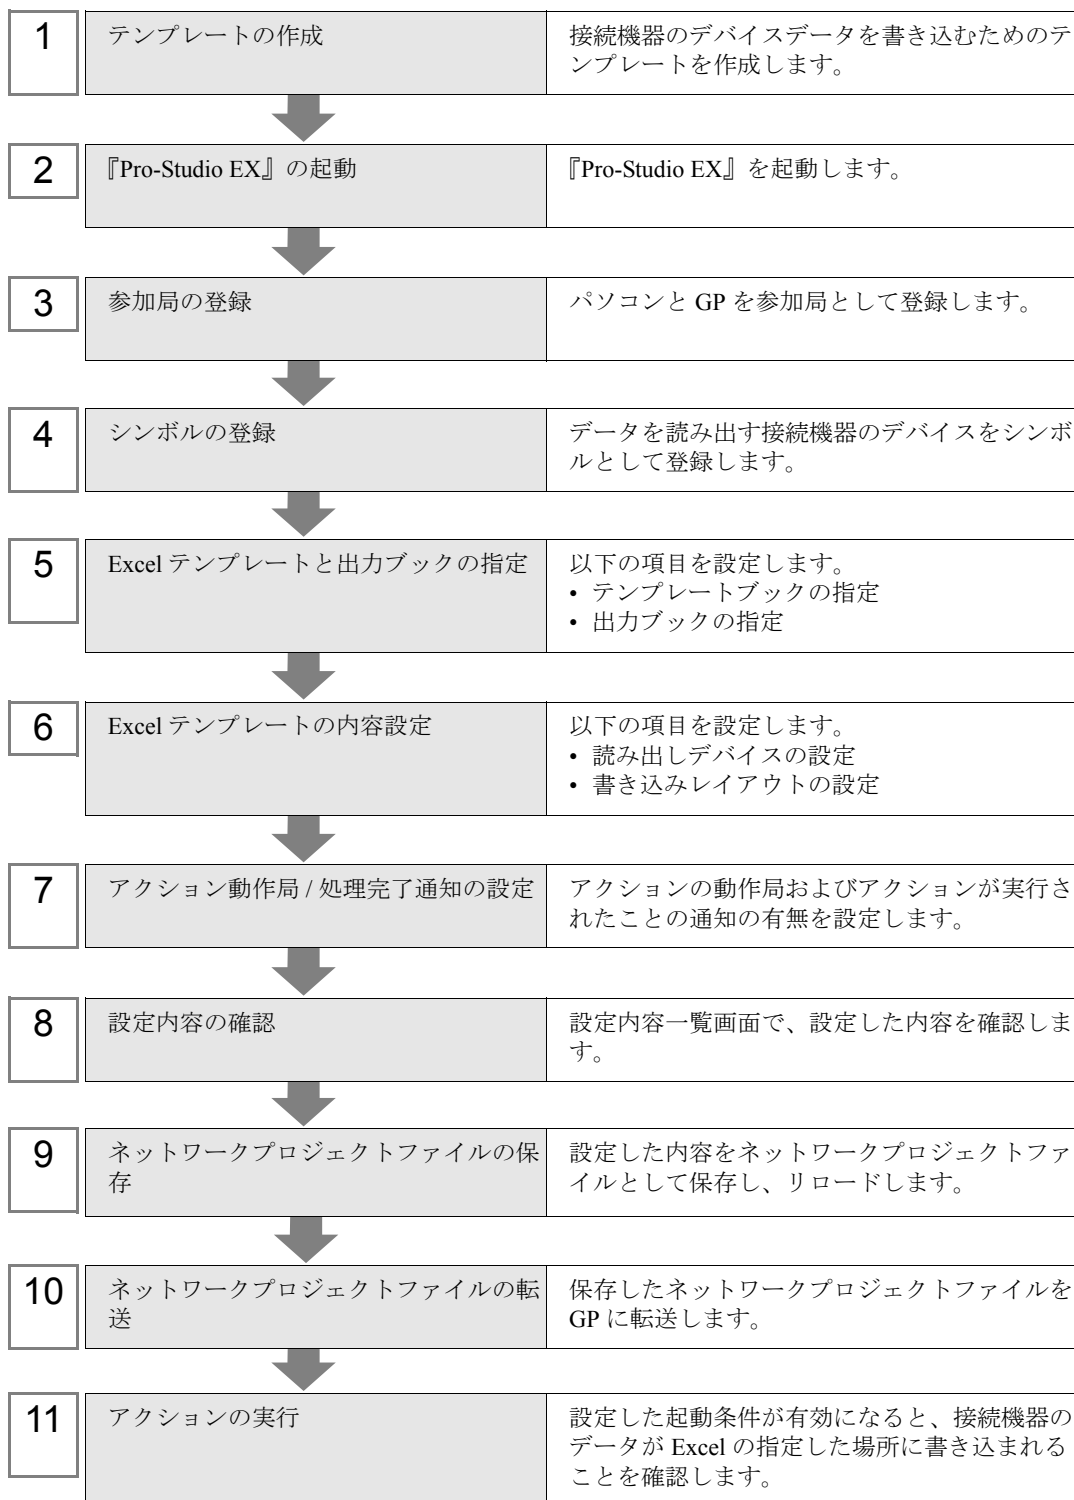 1
テンプレートの作成
接続機器のデバイスデータを書き込むためのテ
ンプレートを作成します。
2
『Pro-Studio EX』の起動
『Pro-Studio EX』を起動します。
3
参加局の登録
パソコンと GP を参加局として登録します。
4
シンボルの登録
データを読み出す接続機器のデバイスをシンボ
ルとして登録します。
5
Excel テンプレートと出力ブックの指定
以下の項目を設定します。
• テンプレートブックの指定
• 出力ブックの指定
6
Excel テンプレートの内容設定
以下の項目を設定します。
• 読み出しデバイスの設定
• 書き込みレイアウトの設定
7
アクション動作局 / 処理完了通知の設定
アクションの動作局およびアクションが実行さ
れたことの通知の有無を設定します。
8
設定内容の確認
設定内容一覧画面で、設定した内容を確認しま
す。
9
ネットワークプロジェクトファイルの保
存
設定した内容をネットワークプロジェクトファ
イルとして保存し、リロードします。
10
ネットワークプロジェクトファイルの転
送
保存したネットワークプロジェクトファイルを
GP に転送します。
11
アクションの実行
設定した起動条件が有効になると、接続機器の
データが Excel の指定した場所に書き込まれる
ことを確認します。